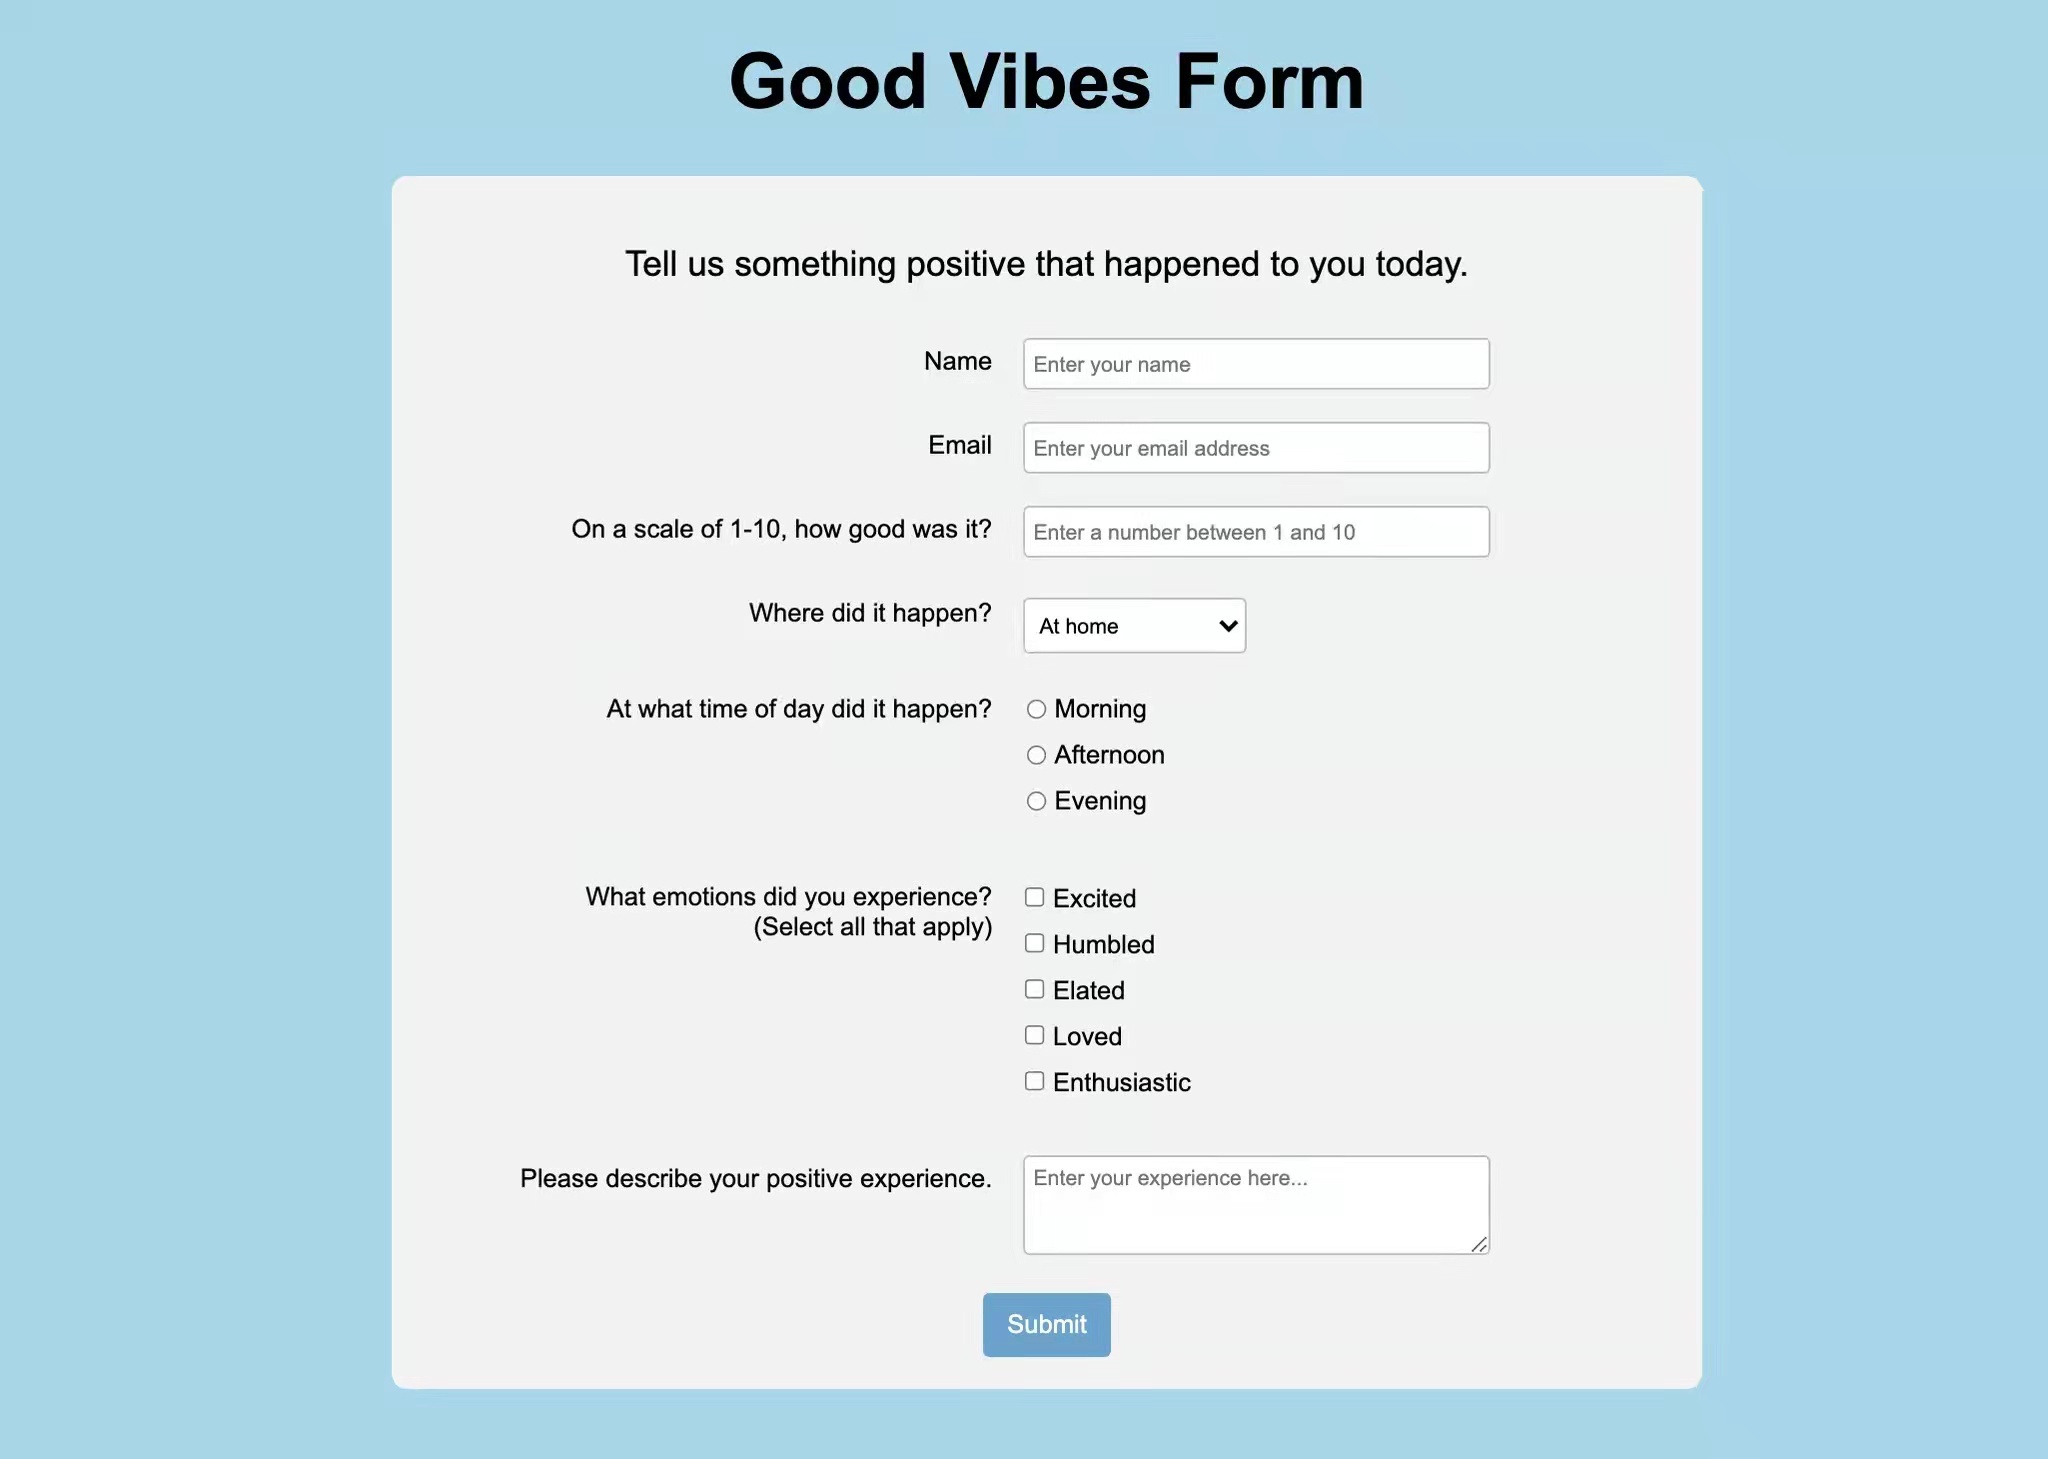 Good Vibes Form
Tell us something positive that happened to you today.
Name
Enter your name
Email
Enter your email address
On a scale of 1-10, how good was it?
Enter a number between 1 and 10
Where did it happen?
At home
At what time of day did it happen?
Morning
Afternoon
Evening
What emotions did you experience?
(Select all that apply)
Excited
Humbled
Elated
Loved
Enthusiastic
Please describe your positive experience.
Enter your experience here...
Submit